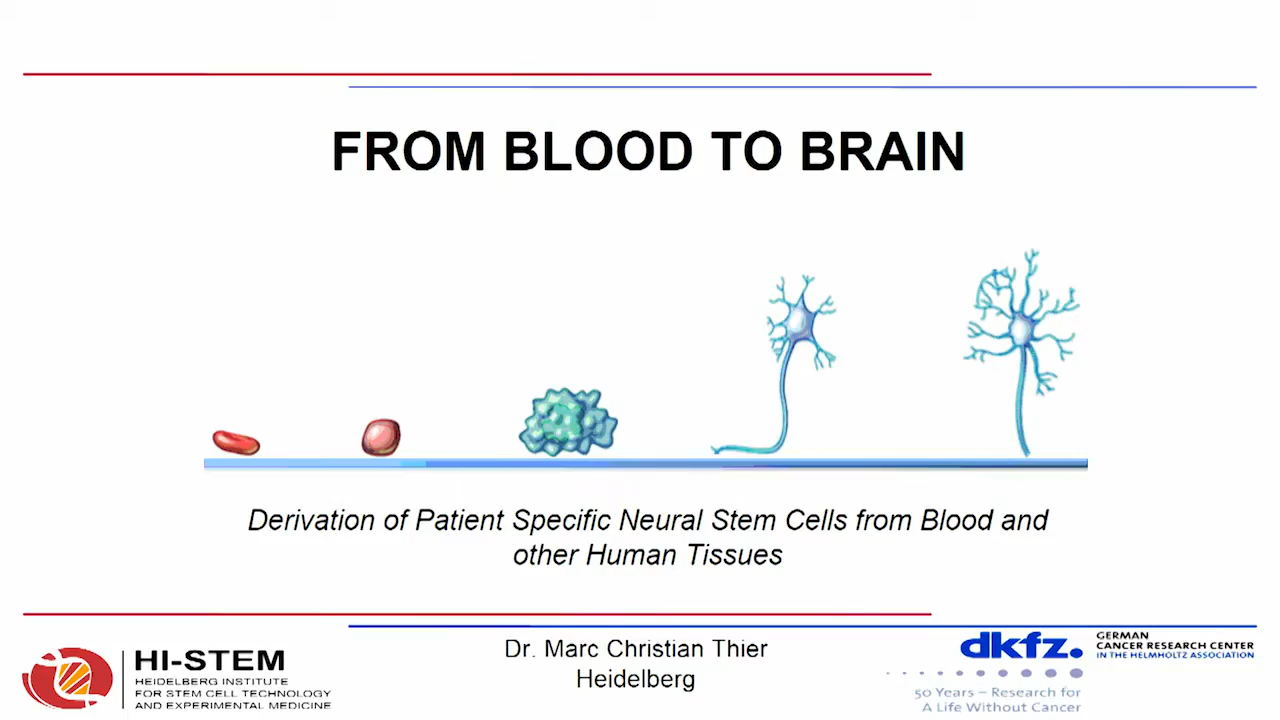 FROM BLOOD TO BRAIN
Derivation of Patient Specific Neural Stem Cells from Blood and
other Human Tissues
HI-STEM
HEIDELBERG INSTITUTE
FOR STEM CELL TECHNOLOGY
AND EXPERIMENTAL MEDICINE
Dr. Marc Christian Thier
Heidelberg
dkfz.
GERMAN
CANCER RESEARCH CENTER
IN THE HELMHOLTZ ASSOCIATION
50 Years – Research for
A Life Without Cancer